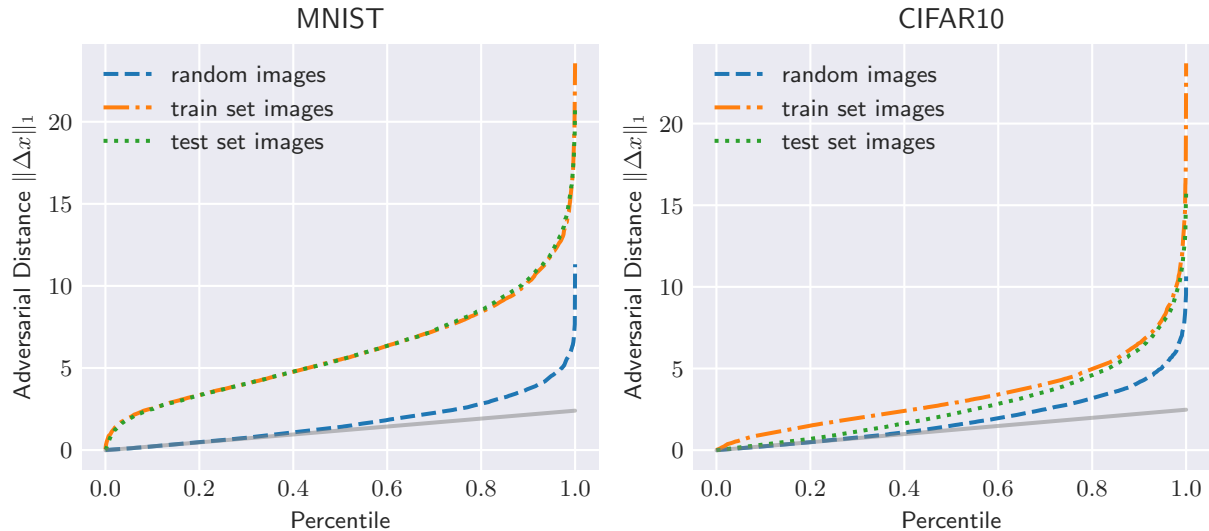 MNIST
random images
train set images
test set images
Adversarial Distance ‖Δx‖₁
20
15
10
5
0
0.0 0.2 0.4 0.6 0.8 1.0
Percentile
CIFAR10
random images
train set images
test set images
Adversarial Distance ‖Δx‖₁
20
15
10
5
0
0.0 0.2 0.4 0.6 0.8 1.0
Percentile